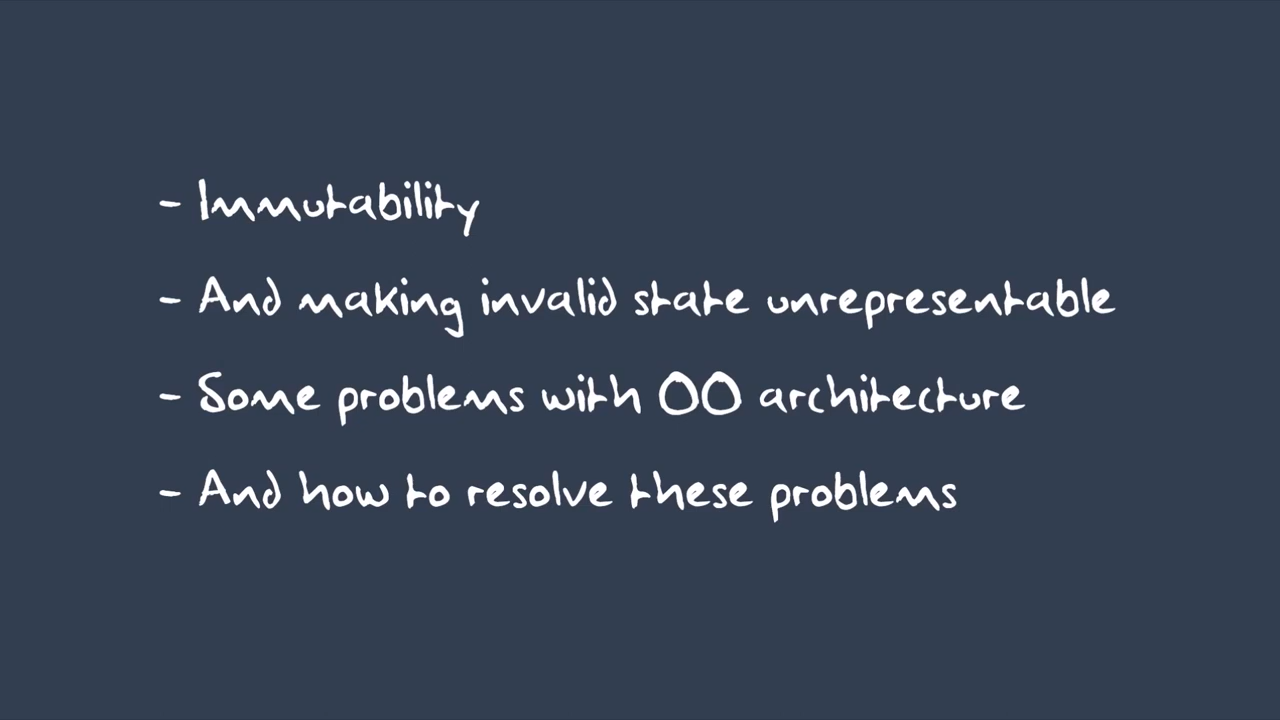 - Immutability
- And making invalid state unrepresentable
- Some problems with OO architecture
- And how to resolve these problems